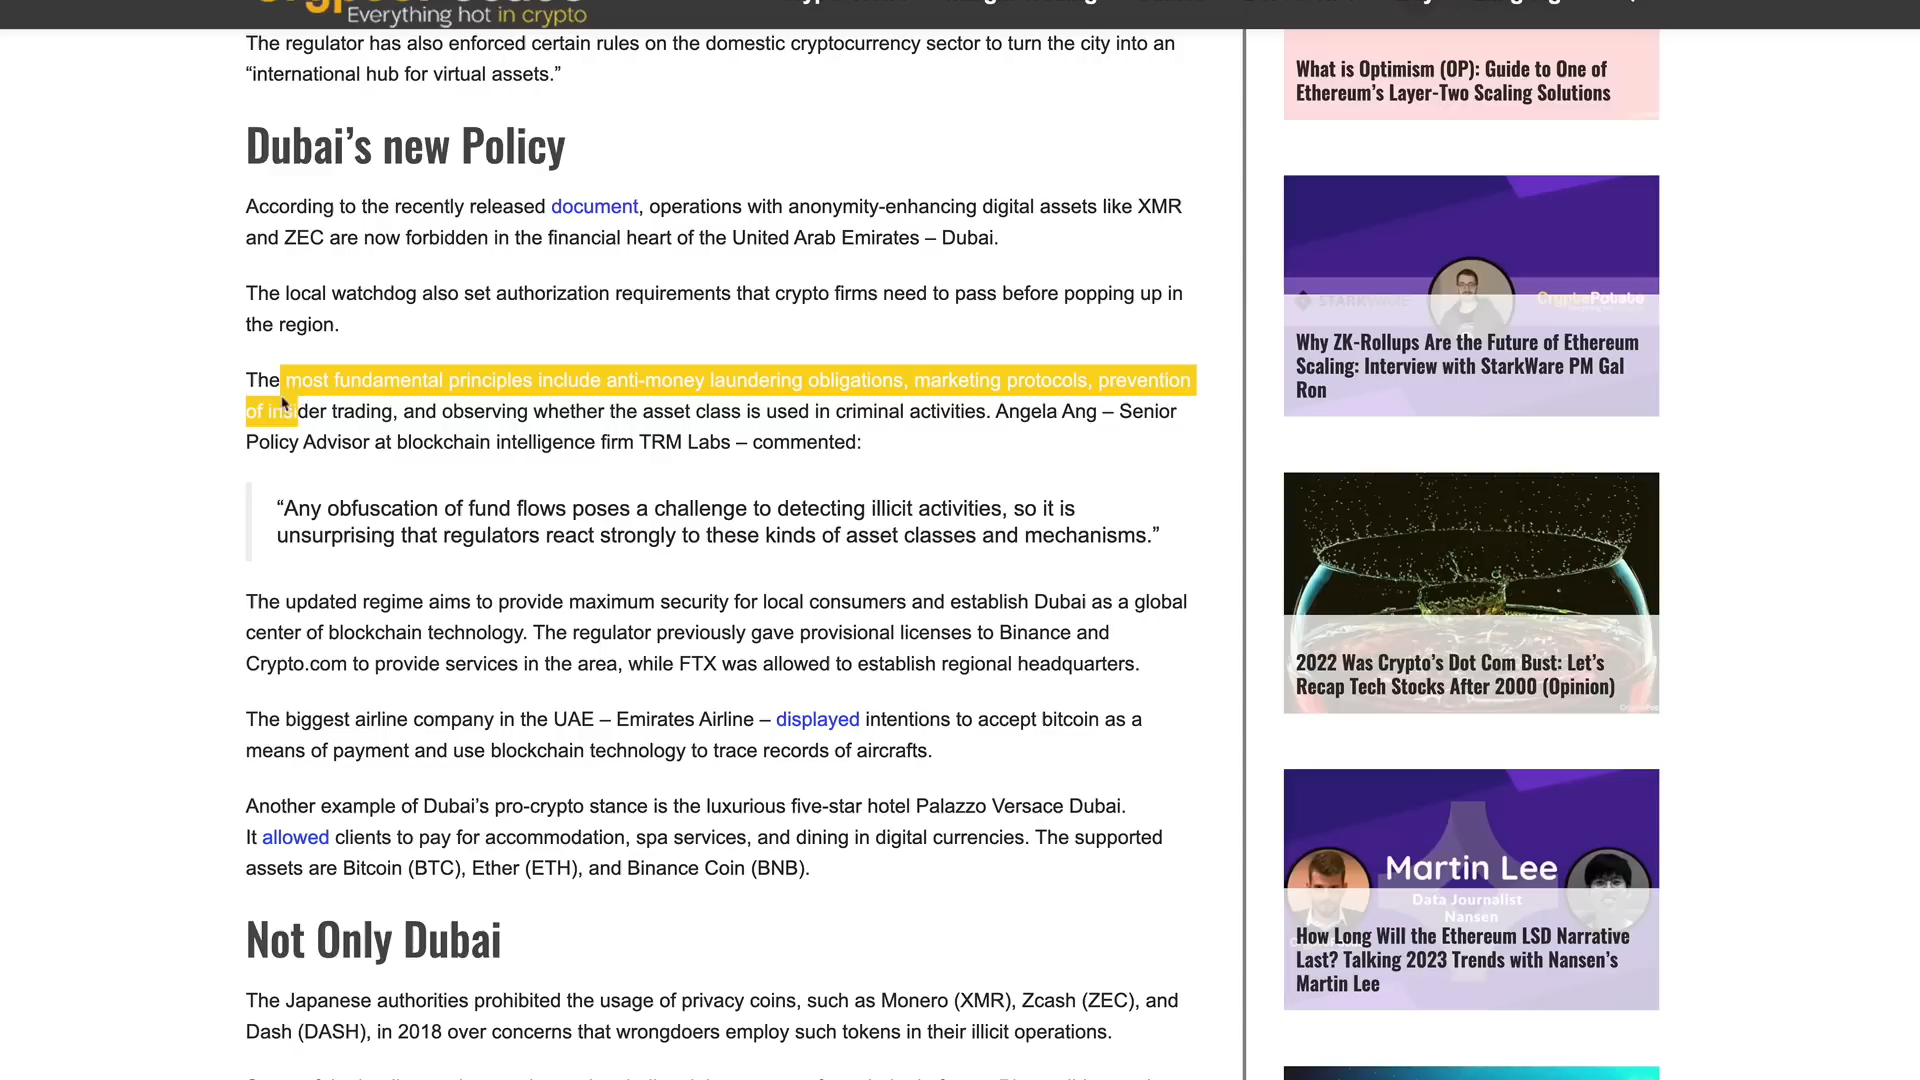 Everything hot in crypto
The regulator has also enforced certain rules on the domestic cryptocurrency sector to turn the city into an
“international hub for virtual assets.”
Dubai’s new Policy
According to the recently released document, operations with anonymity-enhancing digital assets like XMR
and ZEC are now forbidden in the financial heart of the United Arab Emirates – Dubai.
The local watchdog also set authorization requirements that crypto firms need to pass before popping up in
the region.
The most fundamental principles include anti-money laundering obligations, marketing protocols, prevention
of insider trading, and observing whether the asset class is used in criminal activities. Angela Ang – Senior
Policy Advisor at blockchain intelligence firm TRM Labs – commented:
“Any obfuscation of fund flows poses a challenge to detecting illicit activities, so it is
unsurprising that regulators react strongly to these kinds of asset classes and mechanisms.”
The updated regime aims to provide maximum security for local consumers and establish Dubai as a global
center of blockchain technology. The regulator previously gave provisional licenses to Binance and
Crypto.com to provide services in the area, while FTX was allowed to establish regional headquarters.
The biggest airline company in the UAE – Emirates Airline – displayed intentions to accept bitcoin as a
means of payment and use blockchain technology to trace records of aircrafts.
Another example of Dubai’s pro-crypto stance is the luxurious five-star hotel Palazzo Versace Dubai.
It allowed clients to pay for accommodation, spa services, and dining in digital currencies. The supported
assets are Bitcoin (BTC), Ether (ETH), and Binance Coin (BNB).
Not Only Dubai
The Japanese authorities prohibited the usage of privacy coins, such as Monero (XMR), Zcash (ZEC), and
Dash (DASH), in 2018 over concerns that wrongdoers employ such tokens in their illicit operations.
What is Optimism (OP): Guide to One of
Ethereum’s Layer-Two Scaling Solutions
STARKWARE
CryptoPotato
Why ZK-Rollups Are the Future of Ethereum
Scaling: Interview with StarkWare PM Gal
Ron
2022 Was Crypto’s Dot Com Bust: Let’s
Recap Tech Stocks After 2000 (Opinion)
Martin Lee
Data Journalist
Nansen
How Long Will the Ethereum LSD Narrative
Last? Talking 2023 Trends with Nansen’s
Martin Lee